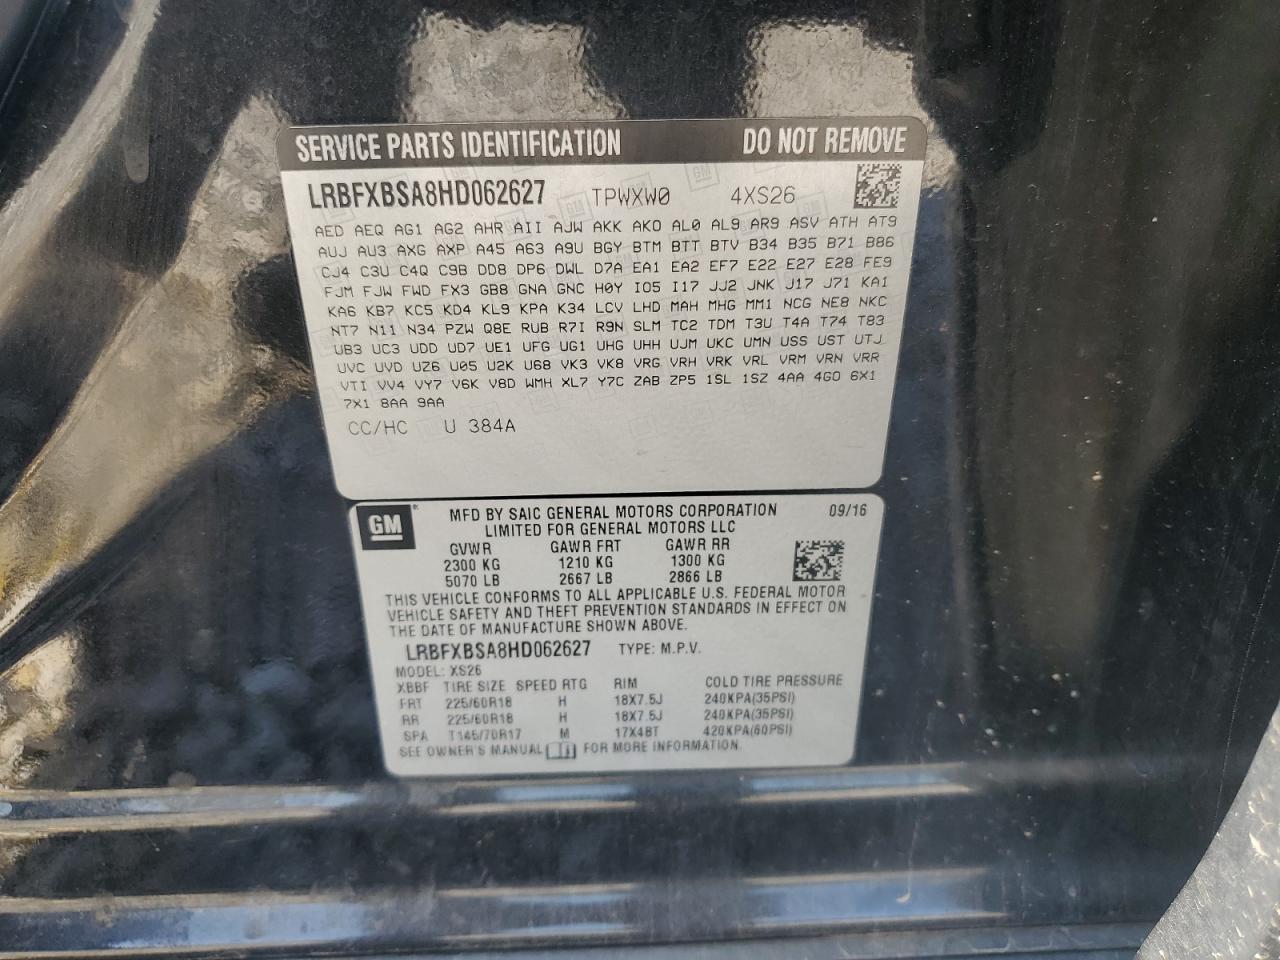 SERVICE PARTS IDENTIFICATION DO NOT REMOVE
LRBFXBSA8HD062627 TPWXW0 4XS26
AED AEQ AG1 AG2 AHR AII AJW AKK AKO AL0 AL9 AR9 ASV ATH AT9
AUJ AU3 AXG AXP A45 A63 A9U BGY BTM BTT BTV B34 B35 B71 B86
CJ4 C3U C4Q C9B DD8 DP6 DWL D7A EA1 EA2 EF7 E22 E27 E28 FE9
FJM FJW FWD FX3 GB8 GNA GNC H0Y IO5 I17 JJ2 JNK J17 J71 KA1
KA6 KB7 KC5 KD4 KL9 KPA K34 LCV LHD MAH MHG MM1 NCG NE8 NKC
NT7 N11 N34 PZW Q8E RUB R7I R9N SLM TC2 TDM T3U T4A T74 T83
UB3 UC3 UDD UD7 UE1 UFG UG1 UHG UHH UJM UKC UMN USS UST UTJ
UVC UVD UZ6 U05 U2K U68 VK3 VK8 VRG VRH VRK VRL VRM VRN VRR
VTI VV4 VY7 V6K V8D WMH XL7 Y7C ZAB ZP5 1SL 1SZ 4AA 4G0 6X1
7X1 8AA 9AA
CC/HC U 384A
GM MFD BY SAIC GENERAL MOTORS CORPORATION 09/16
LIMITED FOR GENERAL MOTORS LLC
GVWR GAWR FRT GAWR RR
2300 KG 1210 KG 1300 KG
5070 LB 2667 LB 2866 LB
THIS VEHICLE CONFORMS TO ALL APPLICABLE U.S. FEDERAL MOTOR
VEHICLE SAFETY AND THEFT PREVENTION STANDARDS IN EFFECT ON
THE DATE OF MANUFACTURE SHOWN ABOVE.
LRBFXBSA8HD062627 TYPE: M.P.V.
MODEL: XS26
XBBF TIRE SIZE SPEED RTG RIM COLD TIRE PRESSURE
FRT 225/60R18 H 18X7.5J 240KPA(35PSI)
RR 225/60R18 H 18X7.5J 240KPA(35PSI)
SPA T145/70R17 M 17X4BT 420KPA(60PSI)
SEE OWNER'S MANUAL FOR MORE INFORMATION.